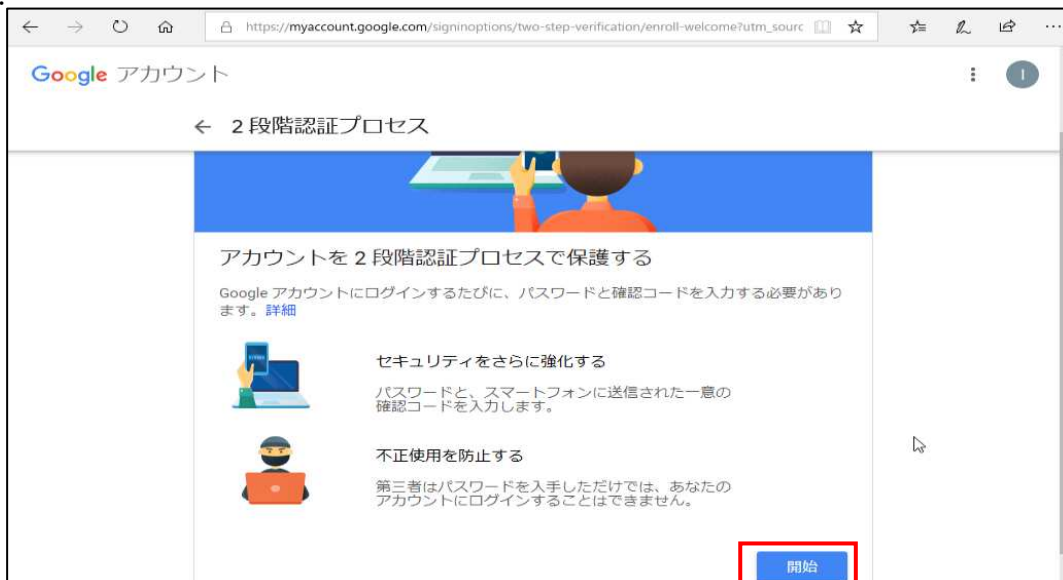 https://myaccount.google.com/signinoptions/two-step-verification/enroll-welcome?utm_sourc
Google アカウント
I
2 段階認証プロセス
アカウントを 2 段階認証プロセスで保護する
Google アカウントにログインするたびに、パスワードと確認コードを入力する必要があり
ます。詳細
セキュリティをさらに強化する
パスワードと、スマートフォンに送信された一意の
確認コードを入力します。
不正使用を防止する
第三者はパスワードを入手しただけでは、あなたの
アカウントにログインすることはできません。
開始